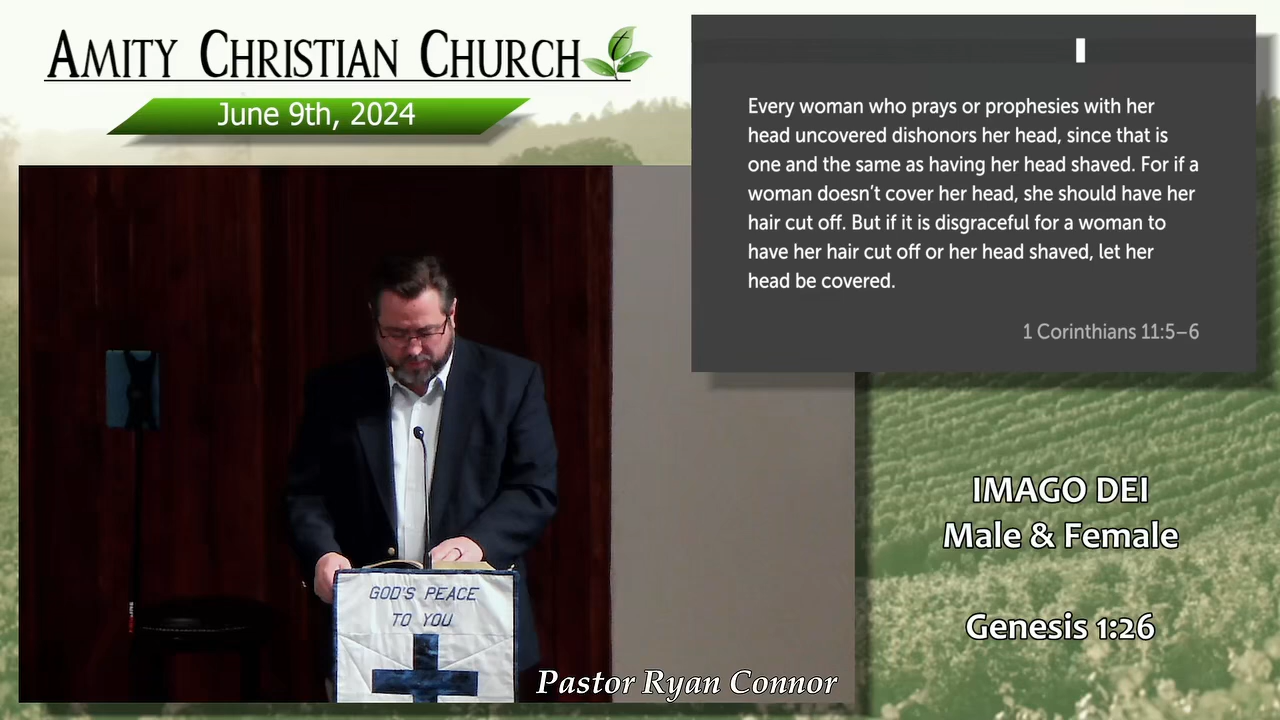 AMITY CHRISTIAN CHURCH
June 9th, 2024
Every woman who prays or prophesies with her
head uncovered dishonors her head, since that is
one and the same as having her head shaved. For if a
woman doesn't cover her head, she should have her
hair cut off. But if it is disgraceful for a woman to
have her hair cut off or her head shaved, let her
head be covered.
1 Corinthians 11:5–6
IMAGO DEI
Male & Female
Genesis 1:26
GOD'S PEACE
TO YOU
Pastor Ryan Connor